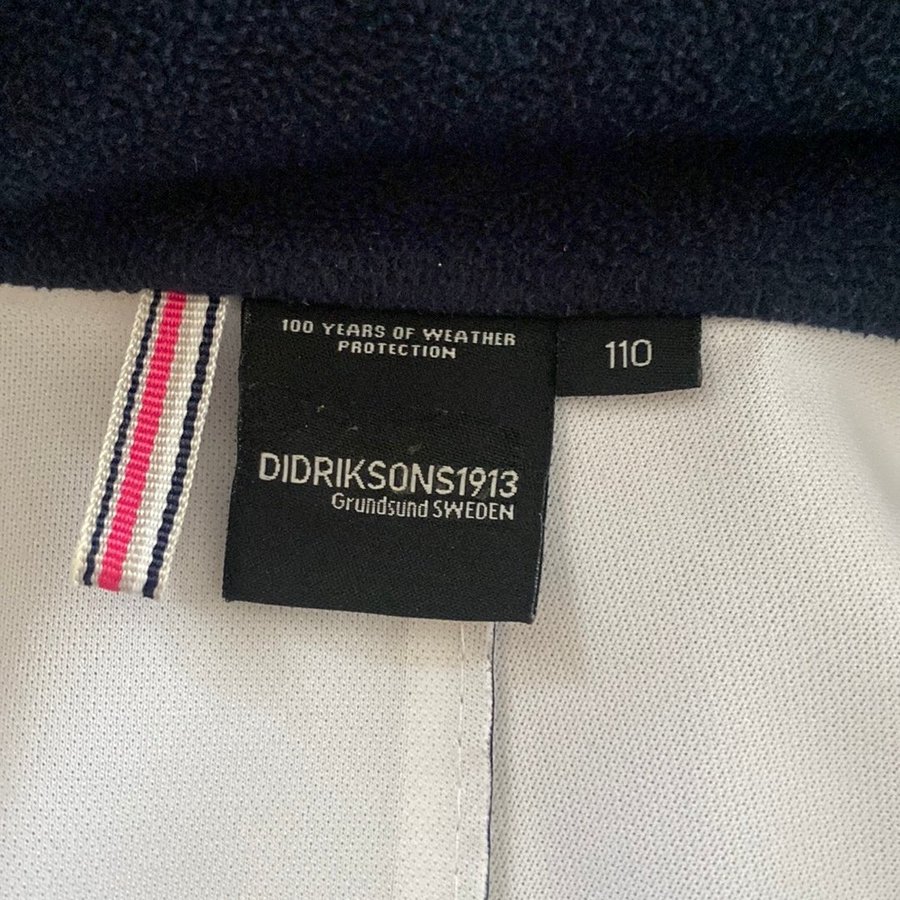 100 YEARS OF WEATHER
PROTECTION
110
DIDRIKSONS1913
Grundsund SWEDEN